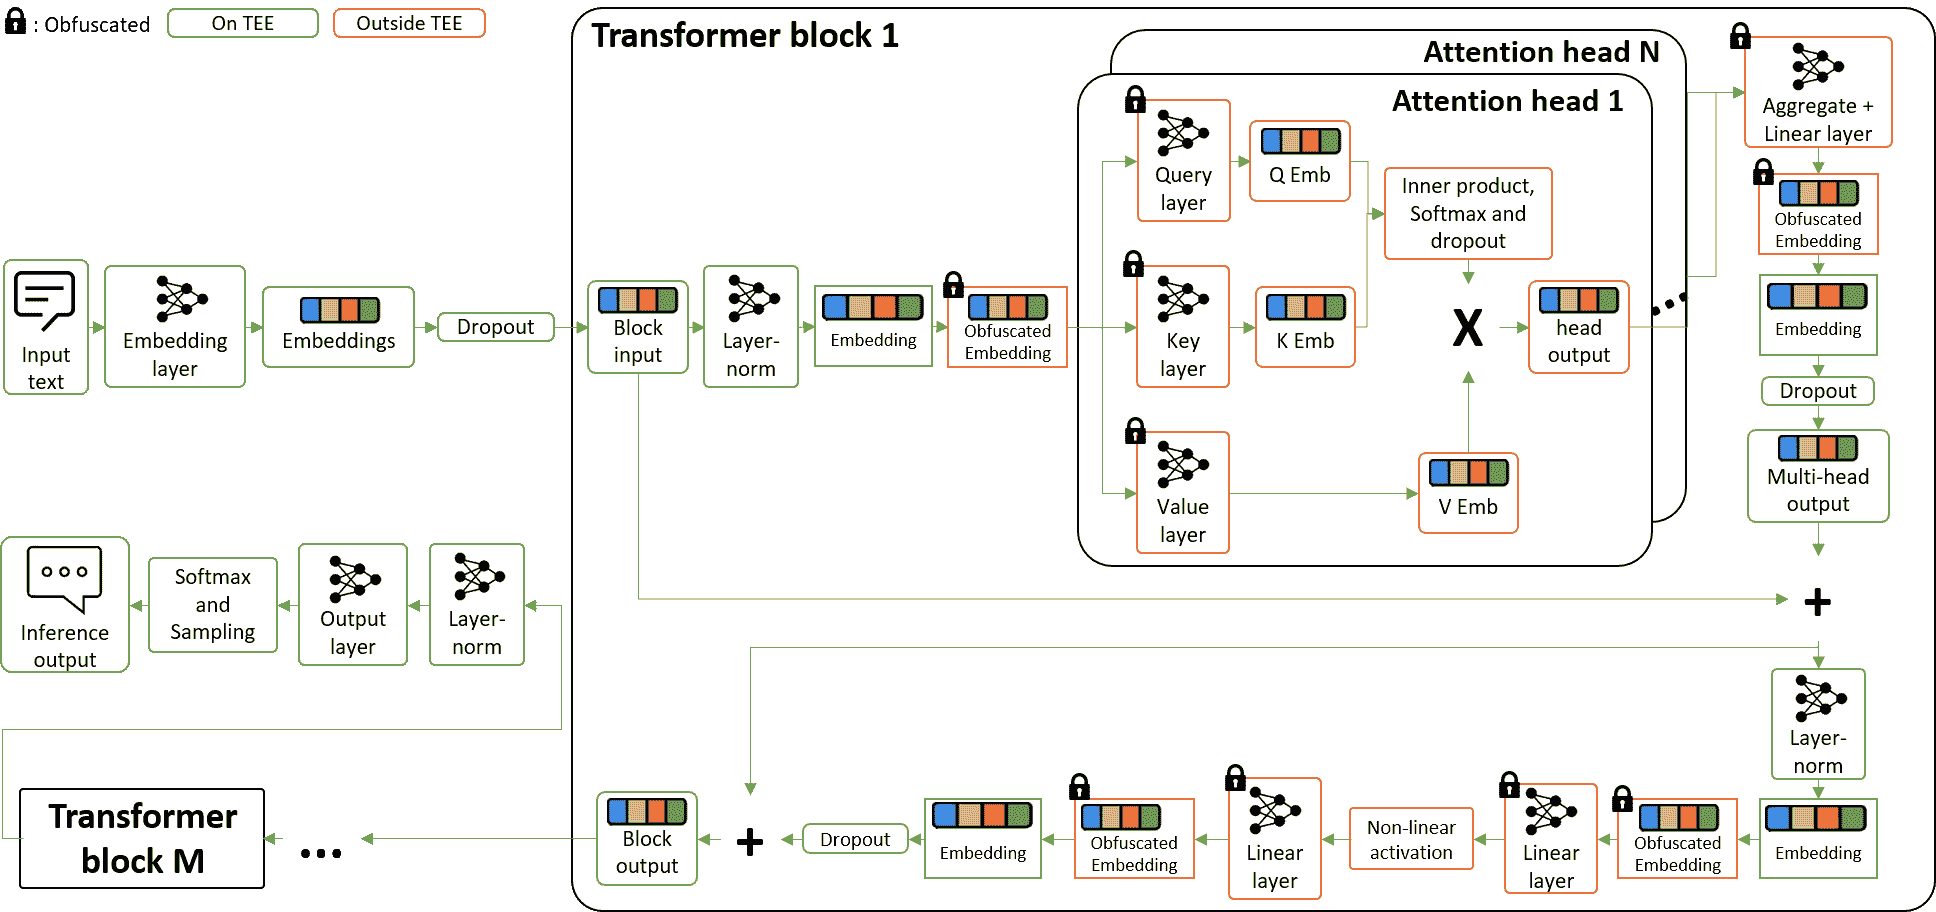 : Obfuscated
On TEE
Outside TEE
Transformer block 1
Attention head N
Attention head 1
Input
text
Embedding
layer
Embeddings
Dropout
Block
input
Layer-
norm
Embedding
Obfuscated
Embedding
Query
layer
Q Emb
Key
layer
K Emb
Value
layer
V Emb
Inner product,
Softmax and
dropout
X
head
output
Aggregate +
Linear layer
Obfuscated
Embedding
Embedding
Dropout
Multi-head
output
+
Layer-
norm
Embedding
Obfuscated
Embedding
Linear
layer
Non-linear
activation
Linear
layer
Obfuscated
Embedding
Embedding
Dropout
+
Block
output
...
Transformer
block M
Layer-
norm
Output
layer
Softmax
and
Sampling
Inference
output